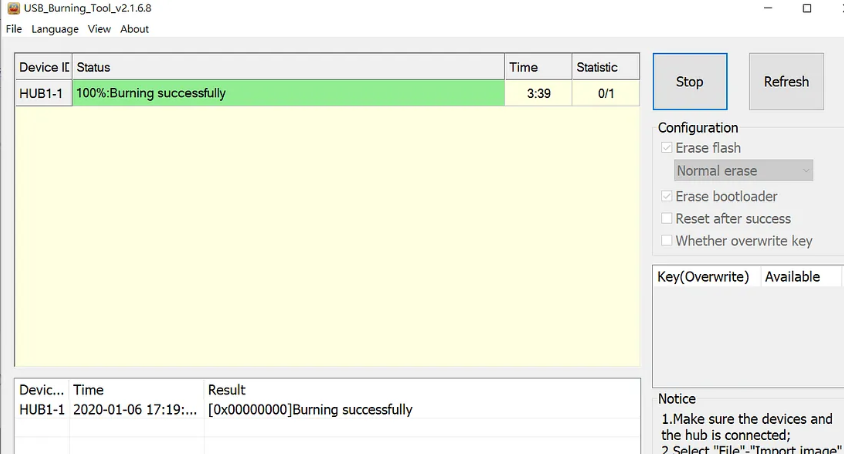 USB_Burning_Tool_v2.1.6.8
File Language View About
Device ID Status Time Statistic
HUB1-1 100%:Burning successfully 3:39 0/1
Stop Refresh
Configuration
Erase flash
Normal erase
Erase bootloader
Reset after success
Whether overwrite key
Key(Overwrite) Available
Devic... Time Result
HUB1-1 2020-01-06 17:19:... [0x00000000]Burning successfully
Notice
1.Make sure the devices and
the hub is connected;
2.Select "File"-"Import image"